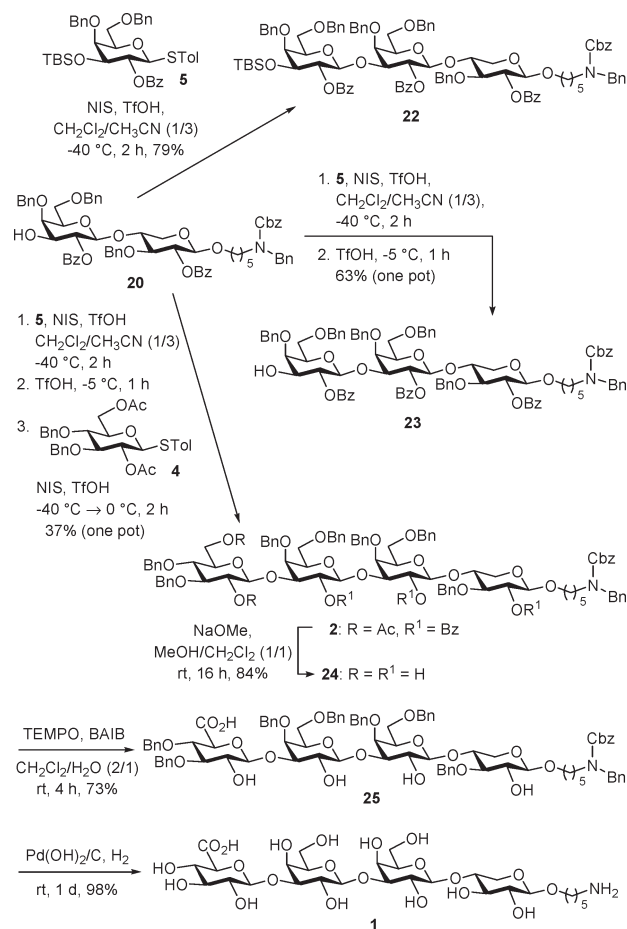 BnO OBn
O
TBSO STol
OBz
5
NIS, TfOH,
CH2Cl2/CH3CN (1/3)
-40 °C, 2 h, 79%
BnO OBn BnO OBn
Cbz
TBSO O O O O O N
OBz BzO BnO OBz 5 Bn
22
1. 5, NIS, TfOH,
CH2Cl2/CH3CN (1/3),
-40 °C, 2 h
2. TfOH, -5 °C, 1 h
63% (one pot)
BnO OBn
Cbz
HO O O O O N
BzO BnO OBz 5 Bn
20
1. 5, NIS, TfOH
CH2Cl2/CH3CN (1/3)
-40 °C, 2 h
2. TfOH, -5 °C, 1 h
3.
OAc
BnO O
BnO STol
OAc 4
NIS, TfOH
-40 °C → 0 °C, 2 h
37% (one pot)
BnO OBn BnO OBn
Cbz
HO O O O O O N
OBz BzO BnO OBz 5 Bn
23
OR BnO OBn BnO OBn
Cbz
BnO O O O O O O N
BnO OR OR1 R1O BnO OR1 5 Bn
NaOMe,
MeOH/CH2Cl2 (1/1)
rt, 16 h, 84%
2: R = Ac, R1 = Bz
24: R = R1 = H
TEMPO, BAIB
CH2Cl2/H2O (2/1)
rt, 4 h, 73%
CO2H BnO OBn BnO OBn
Cbz
BnO O O O O O O N
BnO OH OH HO BnO OH 5 Bn
25
Pd(OH)2/C, H2
rt, 1 d, 98%
CO2H HO OH HO OH
HO O O O O O O NH2
HO OH OH HO HO OH 5
1